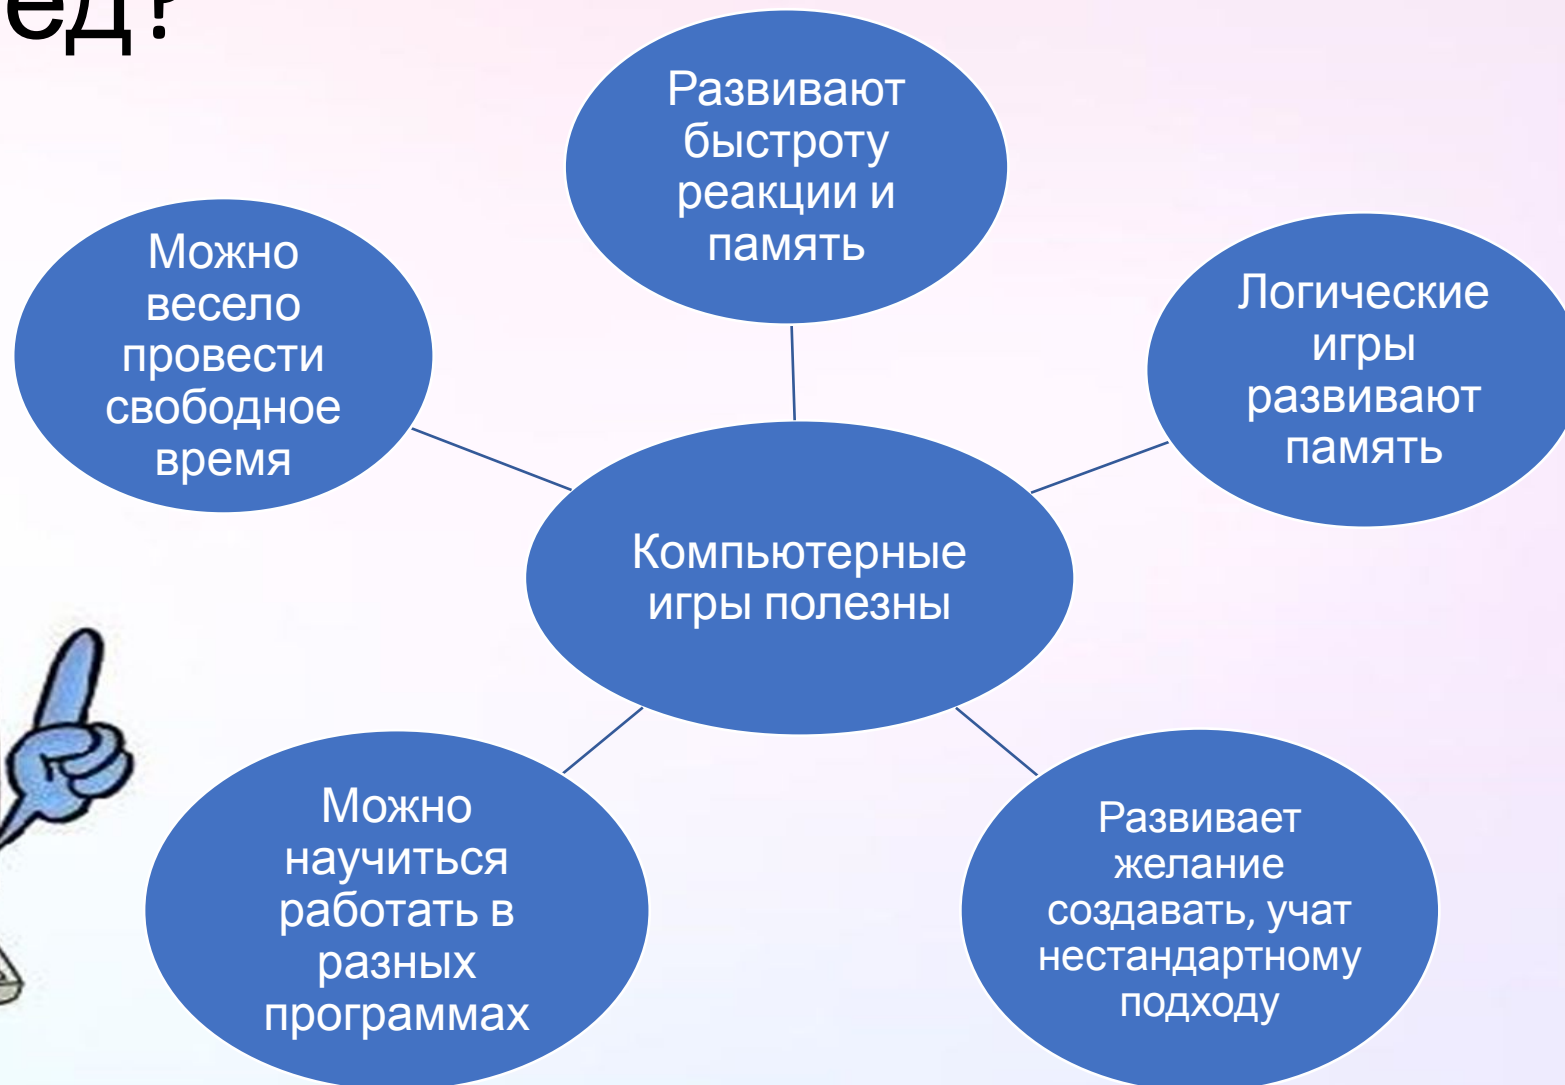 ед?
Развивают
быстроту
реакции и
память
Можно
весело
провести
свободное
время
Логические
игры
развивают
память
Компьютерные
игры полезны
Можно
научиться
работать в
разных
программах
Развивает
желание
создавать, учат
нестандартному
подходу